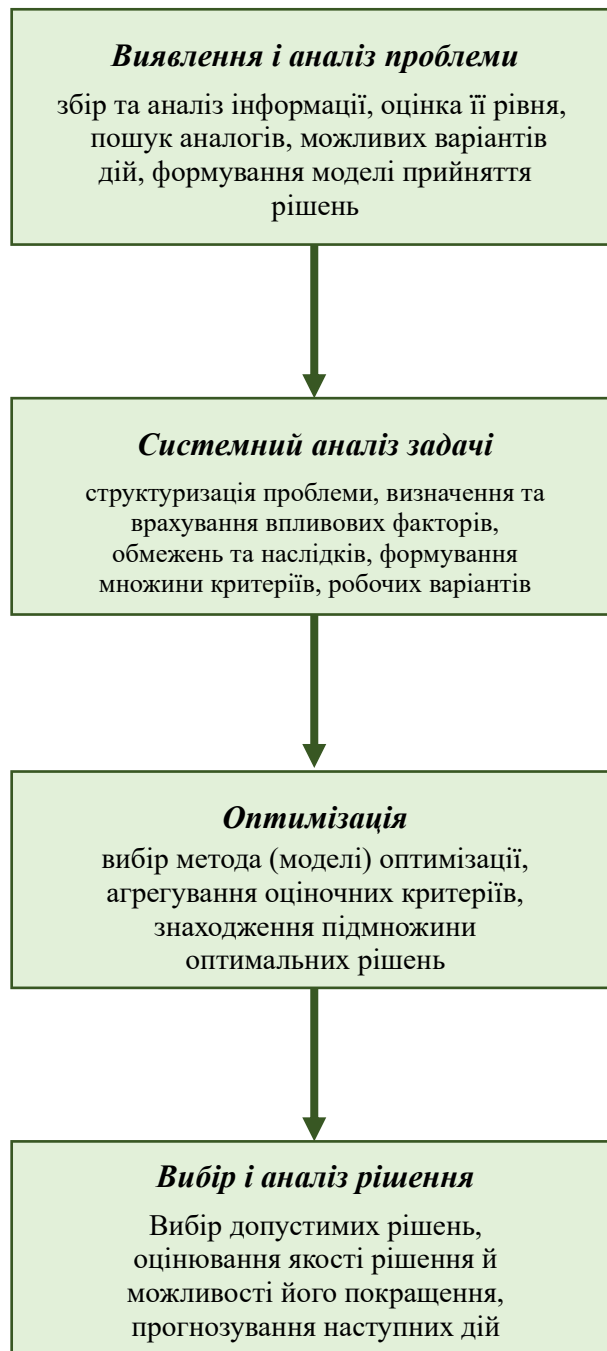 Виявлення і аналіз проблеми
збір та аналіз інформації, оцінка її рівня,
пошук аналогів, можливих варіантів
дій, формування моделі прийняття
рішень
Системний аналіз задачі
структуризація проблеми, визначення та
врахування впливових факторів,
обмежень та наслідків, формування
множини критеріїв, робочих варіантів
Оптимізація
вибір метода (моделі) оптимізації,
агрегування оціночних критеріїв,
знаходження підмножини
оптимальних рішень
Вибір і аналіз рішення
Вибір допустимих рішень,
оцінювання якості рішення й
можливості його покращення,
прогнозування наступних дій